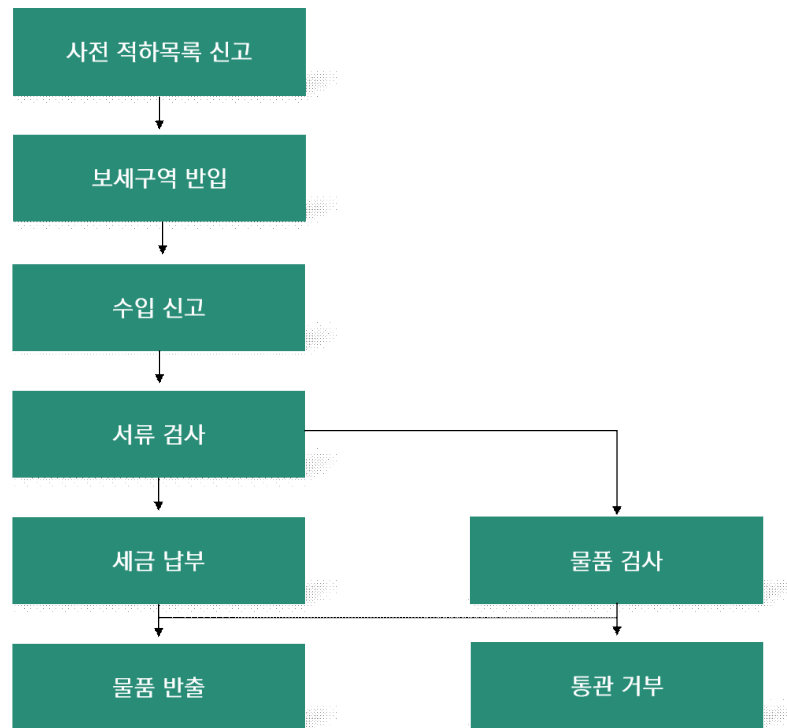 사전 적하목록 신고
보세구역 반입
수입 신고
서류 검사
세금 납부
물품 검사
물품 반출
통관 거부